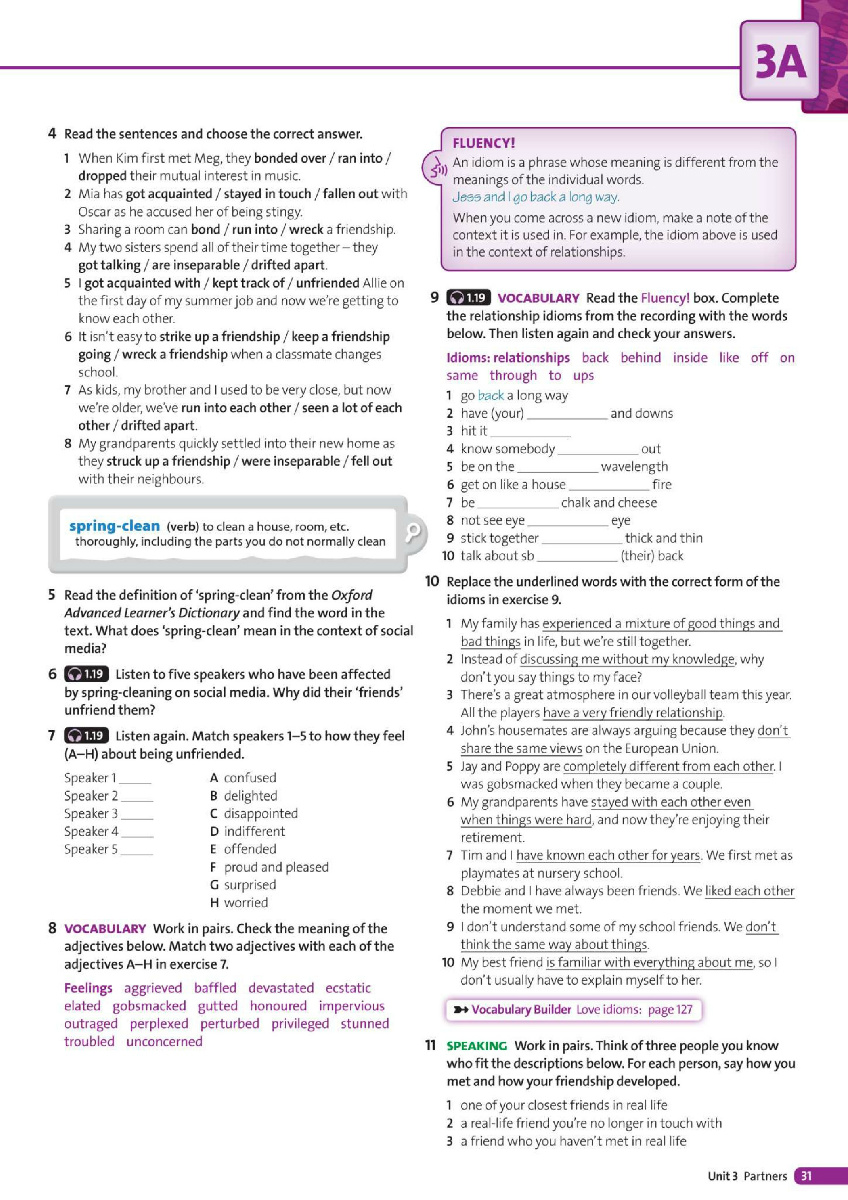 3A
4 Read the sentences and choose the correct answer.
1 When Kim first met Meg, they bonded over / ran into /
dropped their mutual interest in music.
2 Mia has got acquainted / stayed in touch / fallen out with
Oscar as he accused her of being stingy.
3 Sharing a room can bond / run into / wreck a friendship.
4 My two sisters spend all of their time together – they
got talking / are inseparable / drifted apart.
5 I got acquainted with / kept track of / unfriended Allie on
the first day of my summer job and now we're getting to
know each other.
6 It isn't easy to strike up a friendship / keep a friendship
going / wreck a friendship when a classmate changes
school.
7 As kids, my brother and I used to be very close, but now
we're older, we've run into each other / seen a lot of each
other / drifted apart.
8 My grandparents quickly settled into their new home as
they struck up a friendship / were inseparable / fell out
with their neighbours.
spring-clean (verb) to clean a house, room, etc.
thoroughly, including the parts you do not normally clean
5 Read the definition of 'spring-clean' from the Oxford
Advanced Learner's Dictionary and find the word in the
text. What does 'spring-clean' mean in the context of social
media?
6 1.19 Listen to five speakers who have been affected
by spring-cleaning on social media. Why did their 'friends'
unfriend them?
7 1.19 Listen again. Match speakers 1–5 to how they feel
(A–H) about being unfriended.
Speaker 1 _____ A confused
Speaker 2 _____ B delighted
Speaker 3 _____ C disappointed
Speaker 4 _____ D indifferent
Speaker 5 _____ E offended
F proud and pleased
G surprised
H worried
8 VOCABULARY Work in pairs. Check the meaning of the
adjectives below. Match two adjectives with each of the
adjectives A–H in exercise 7.
Feelings aggrieved baffled devastated ecstatic
elated gobsmacked gutted honoured impervious
outraged perplexed perturbed privileged stunned
troubled unconcerned
FLUENCY!
An idiom is a phrase whose meaning is different from the
meanings of the individual words.
Jess and I go back a long way.
When you come across a new idiom, make a note of the
context it is used in. For example, the idiom above is used
in the context of relationships.
9 1.19 VOCABULARY Read the Fluency! box. Complete
the relationship idioms from the recording with the words
below. Then listen again and check your answers.
Idioms: relationships back behind inside like off on
same through to ups
1 go back a long way
2 have (your) ____________ and downs
3 hit it ____________
4 know somebody ____________ out
5 be on the ____________ wavelength
6 get on like a house ____________ fire
7 be ____________ chalk and cheese
8 not see eye ____________ eye
9 stick together ____________ thick and thin
10 talk about sb ____________ (their) back
10 Replace the underlined words with the correct form of the
idioms in exercise 9.
1 My family has experienced a mixture of good things and
bad things in life, but we're still together.
2 Instead of discussing me without my knowledge, why
don't you say things to my face?
3 There's a great atmosphere in our volleyball team this year.
All the players have a very friendly relationship.
4 John's housemates are always arguing because they don't
share the same views on the European Union.
5 Jay and Poppy are completely different from each other. I
was gobsmacked when they became a couple.
6 My grandparents have stayed with each other even
when things were hard, and now they're enjoying their
retirement.
7 Tim and I have known each other for years. We first met as
playmates at nursery school.
8 Debbie and I have always been friends. We liked each other
the moment we met.
9 I don't understand some of my school friends. We don't
think the same way about things.
10 My best friend is familiar with everything about me, so I
don't usually have to explain myself to her.
Vocabulary Builder Love idioms: page 127
11 SPEAKING Work in pairs. Think of three people you know
who fit the descriptions below. For each person, say how you
met and how your friendship developed.
1 one of your closest friends in real life
2 a real-life friend you're no longer in touch with
3 a friend who you haven't met in real life
Unit 3 Partners 31